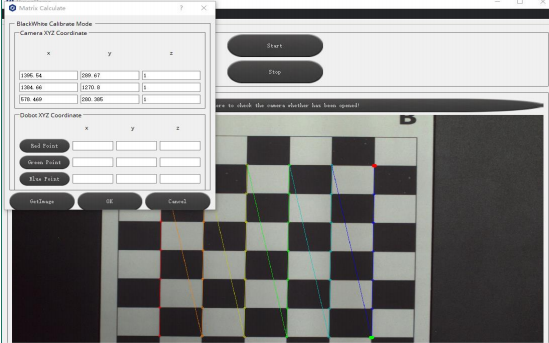 Matrix Calculate
BlackWhite Calibrate Mode
Camera XYZ Coordinate
x y z
1395.54 289.67 1
1384.66 1270.8 1
578.469 280.385 1
Dobot XYZ Coordinate
x y z
Red Point
Green Point
Blue Point
GetImage OK Cancel
Start
Stop
ere to check the camera whether has been opened!
B